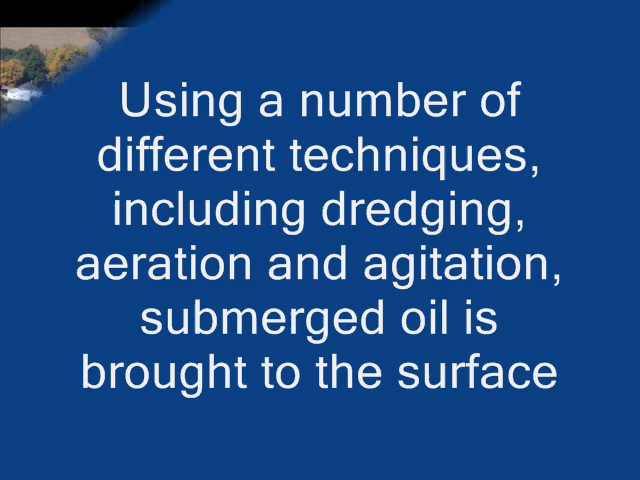 Using a number of
different techniques,
including dredging,
aeration and agitation,
submerged oil is
brought to the surface